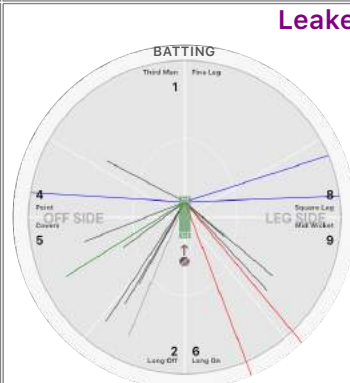 Leake
BATTING
Third Man Fine Leg
1
4 8
Point Square Leg
OFF SIDE LEG SIDE
Covers Mid Wicket
5 9
2 6
Long Off Long On